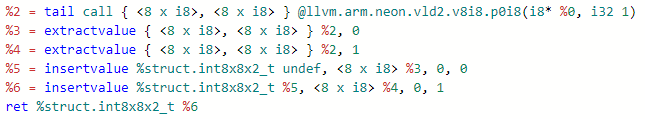 %2 = tail call { <8 x i8>, <8 x i8> } @llvm.arm.neon.vld2.v8i8.p0i8(i8* %0, i32 1)
%3 = extractvalue { <8 x i8>, <8 x i8> } %2, 0
%4 = extractvalue { <8 x i8>, <8 x i8> } %2, 1
%5 = insertvalue %struct.int8x8x2_t undef, <8 x i8> %3, 0, 0
%6 = insertvalue %struct.int8x8x2_t %5, <8 x i8> %4, 0, 1
ret %struct.int8x8x2_t %6